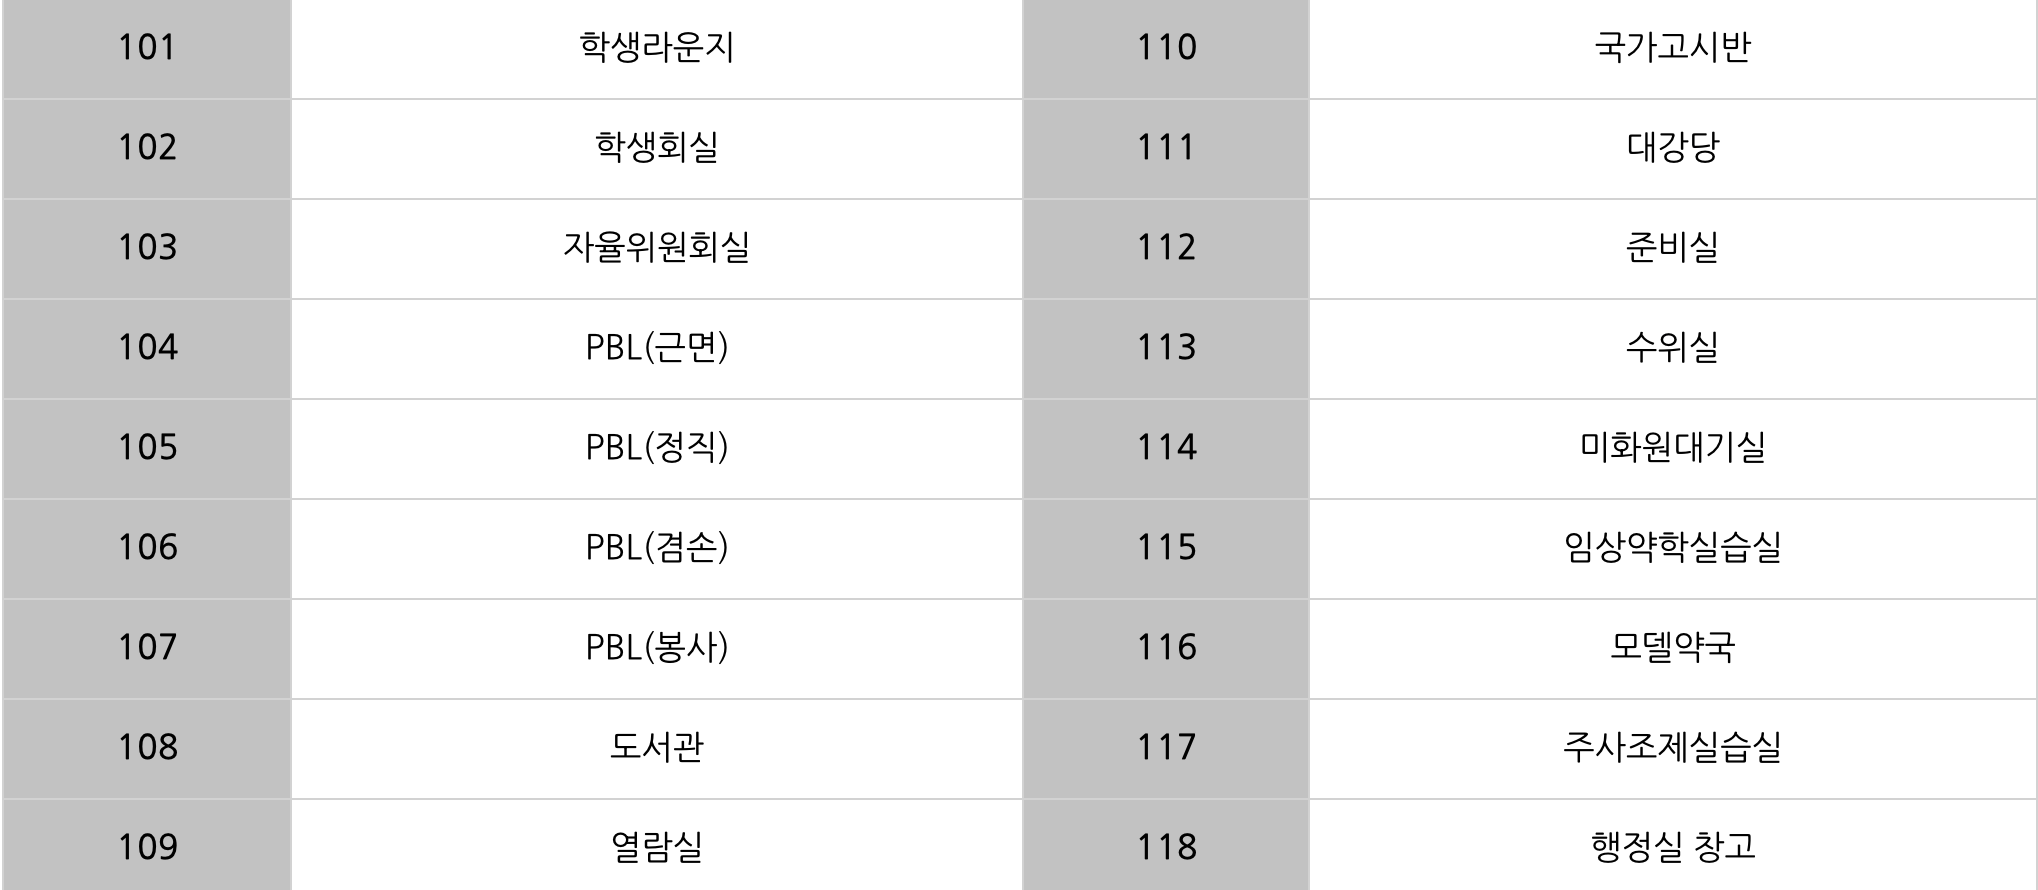 101 학생라운지 110 국가고시반
102 학생회실 111 대강당
103 자율위원회실 112 준비실
104 PBL(근면) 113 수위실
105 PBL(정직) 114 미화원대기실
106 PBL(겸손) 115 임상약학실습실
107 PBL(봉사) 116 모델약국
108 도서관 117 주사조제실습실
109 열람실 118 행정실 창고